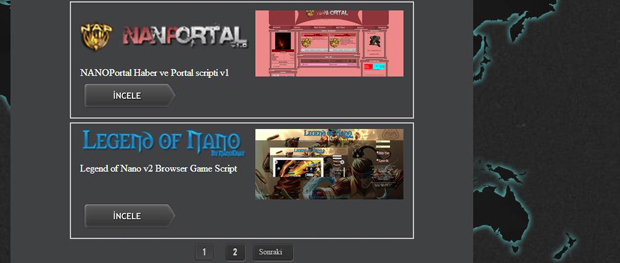 NANPORTAL
v1.0
NANOPortal Haber ve Portal scripti v1
İNCELE
LEGEND OF NANO
Legend of Nano v2 Browser Game Script
İNCELE
1 2 Sonraki